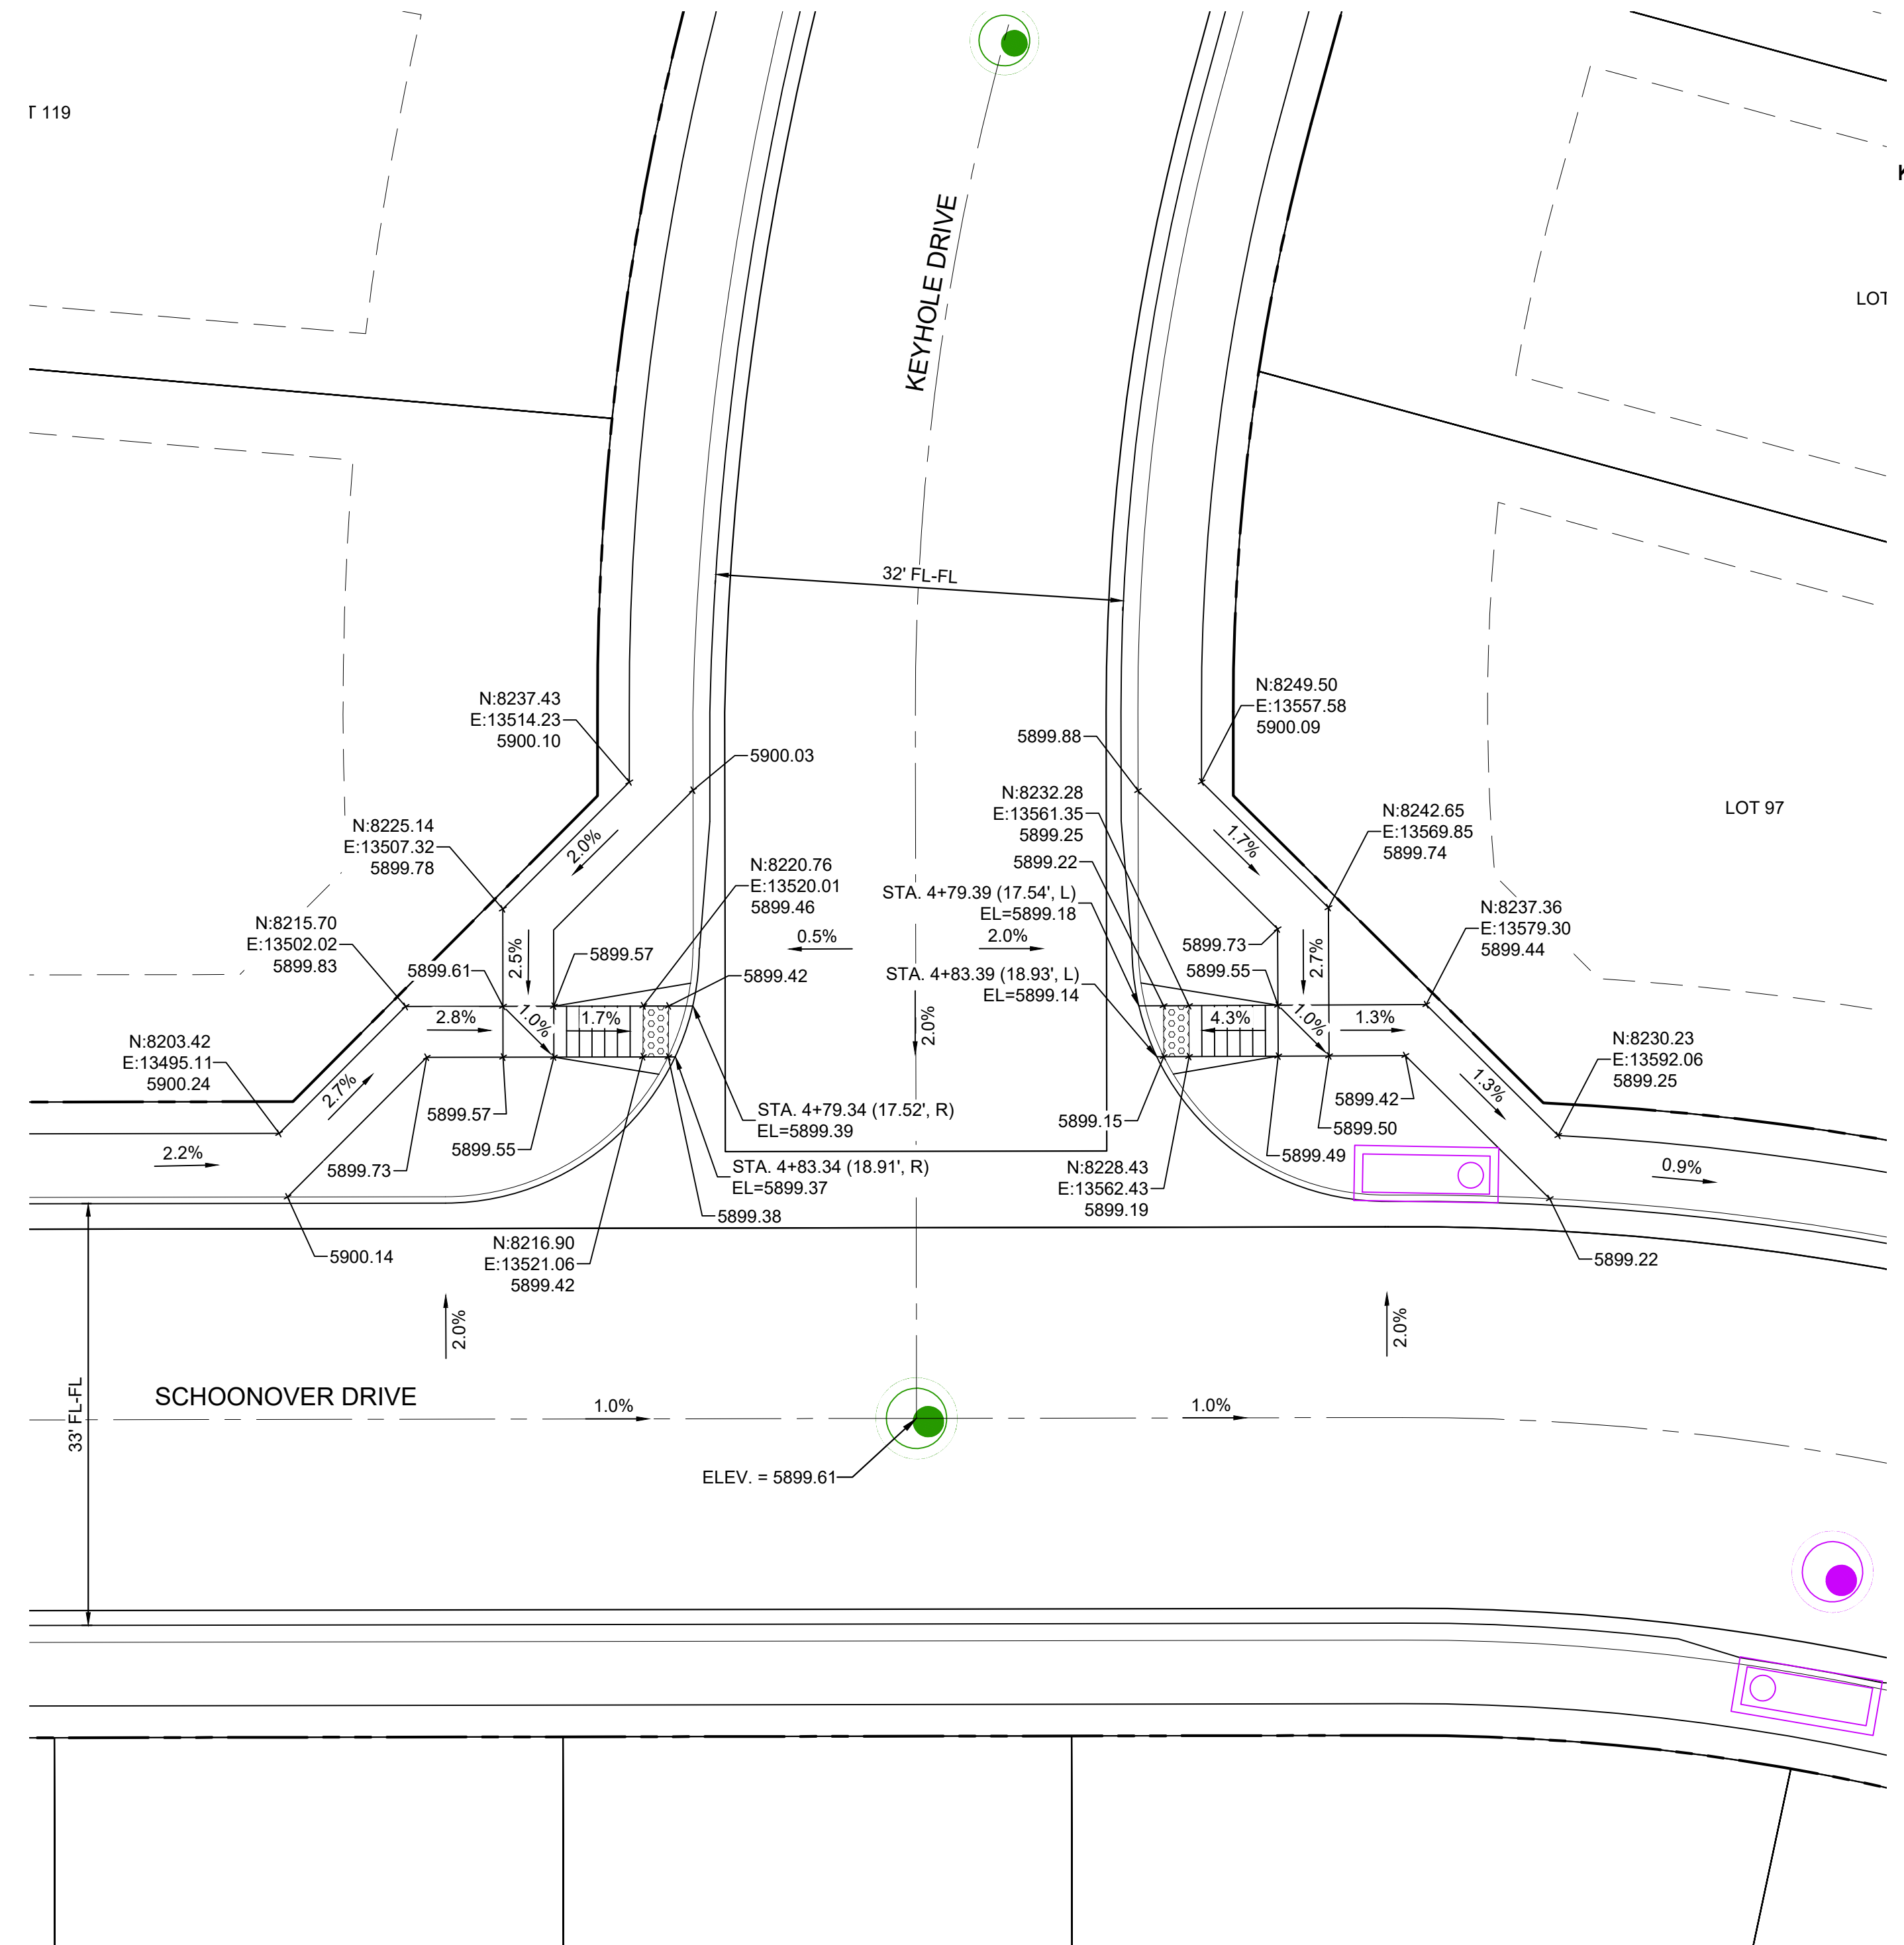 T 119
K
KEYHOLE DRIVE
LOT
32' FL-FL
N:8237.43
E:13514.23
5900.10
5900.03
5899.88
N:8249.50
E:13557.58
5900.09
N:8232.28
E:13561.35
5899.25
5899.22
N:8242.65
E:13569.85
5899.74
LOT 97
N:8225.14
E:13507.32
5899.78
2.0%
N:8220.76
E:13520.01
5899.46
1.7%
STA. 4+79.39 (17.54', L)
EL=5899.18
N:8215.70
E:13502.02
5899.83
N:8237.36
E:13579.30
5899.44
5899.61
2.5%
5899.57
0.5%
2.0%
5899.73
2.7%
5899.42
STA. 4+83.39 (18.93', L)
EL=5899.14
5899.55
2.8%
1.0%
1.7%
2.0%
4.3%
1.0%
1.3%
N:8203.42
E:13495.11
5900.24
2.7%
N:8230.23
E:13592.06
5899.25
1.3%
5899.57
STA. 4+79.34 (17.52', R)
EL=5899.39
5899.15
5899.42
5899.50
2.2%
5899.73
5899.55
STA. 4+83.34 (18.91', R)
EL=5899.37
N:8228.43
E:13562.43
5899.19
5899.49
0.9%
5899.38
N:8216.90
E:13521.06
5899.42
5900.14
5899.22
2.0%
2.0%
SCHOONOVER DRIVE
33' FL-FL
1.0%
1.0%
ELEV. = 5899.61